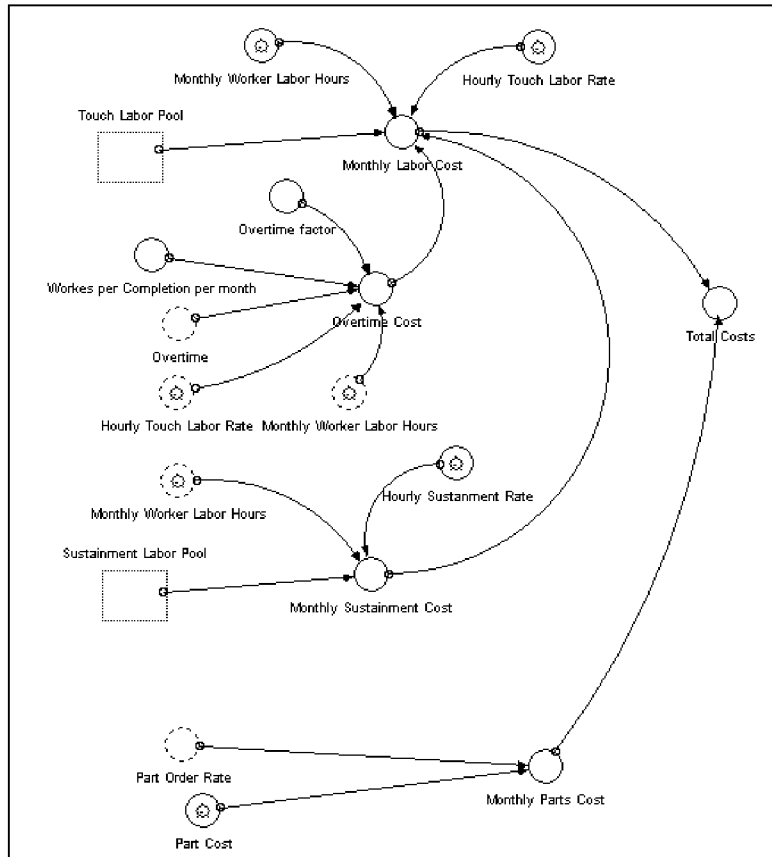 Monthly Worker Labor Hours
Hourly Touch Labor Rate
Touch Labor Pool
Monthly Labor Cost
Overtime factor
Workes per Completion per month
Overtime Cost
Total Costs
Overtime
Hourly Touch Labor Rate
Monthly Worker Labor Hours
Monthly Worker Labor Hours
Hourly Sustanment Rate
Sustainment Labor Pool
Monthly Sustainment Cost
Part Order Rate
Monthly Parts Cost
Part Cost